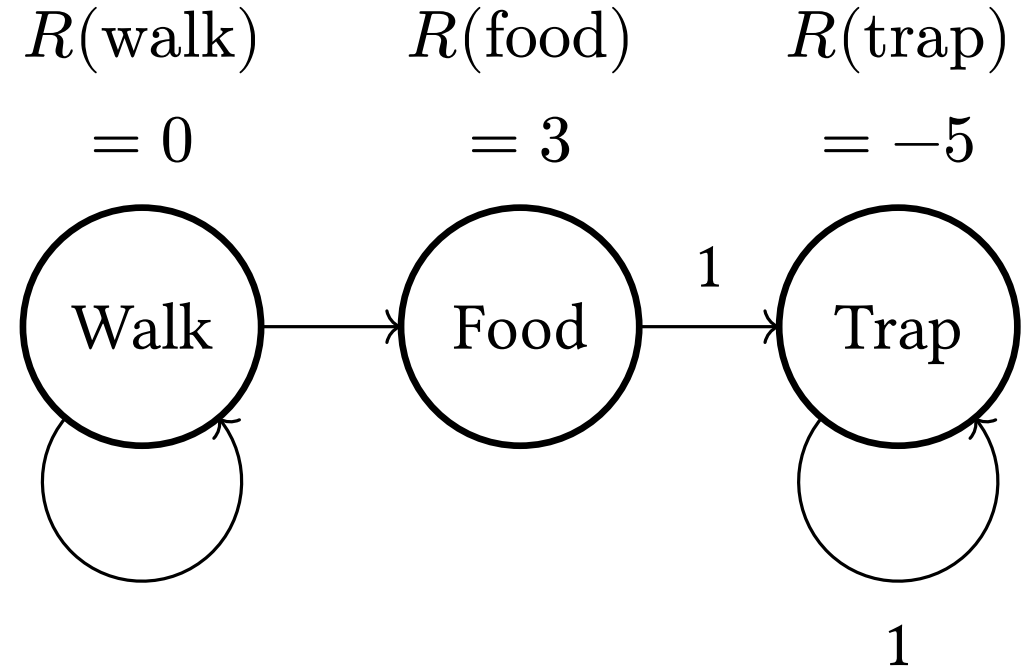 R(walk) R(food) R(trap)
= 0 = 3 = −5
1
Walk Food Trap
1